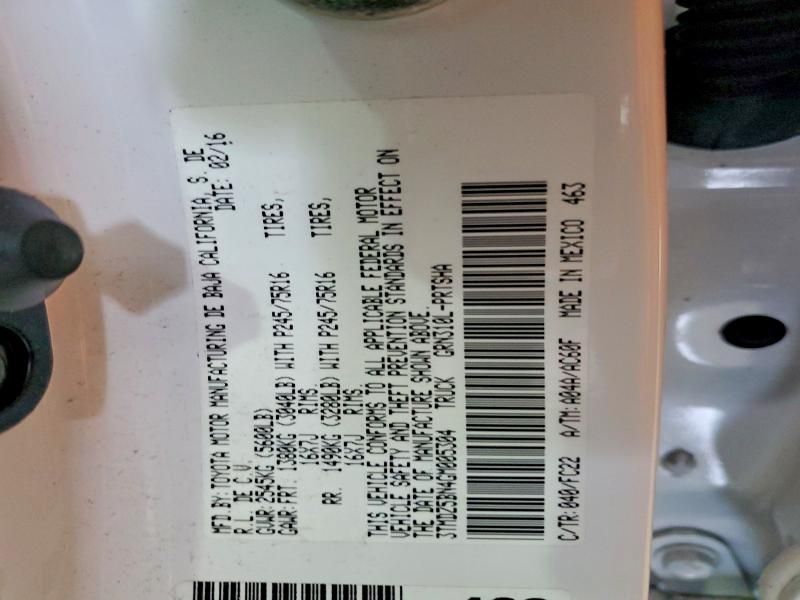 MFD BY: TOYOTA MOTOR MANUFACTURING DE BAJA CALIFORNIA, S. DE
R. L. DE C. V. DATE: 02/16
GVWR: 2545KG (5600LB)
GAWR: FRT. 1380KG (3040LB) WITH P245/75R16 TIRES,
16X7J RIMS.
RR. 1490KG (3280LB) WITH P245/75R16 TIRES,
16X7J RIMS.
THIS VEHICLE CONFORMS TO ALL APPLICABLE FEDERAL MOTOR
VEHICLE SAFETY AND THEFT PREVENTION STANDARDS IN EFFECT ON
THE DATE OF MANUFACTURE SHOWN ABOVE.
3TMDZ5BN4GM005304 TRUCK GRN310L-PRTSHA
C/TR: 040/FC22 A/TM: A04A/AC60F MADE IN MEXICO 463